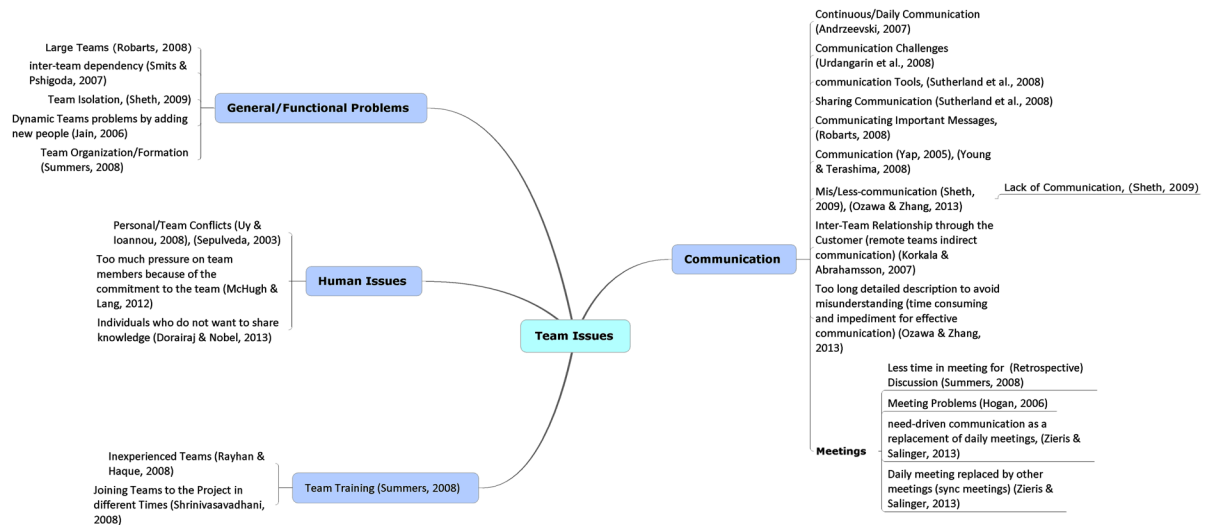 Large Teams (Robarts, 2008)
inter-team dependency (Smits &
Pshigoda, 2007)
Team Isolation, (Sheth, 2009)
Dynamic Teams problems by adding
new people (Jain, 2006)
Team Organization/Formation
(Summers, 2008)
General/Functional Problems
Personal/Team Conflicts (Uy &
Ioannou, 2008), (Sepulveda, 2003)
Too much pressure on team
members because of the
commitment to the team (McHugh &
Lang, 2012)
Individuals who do not want to share
knowledge (Dorairaj & Nobel, 2013)
Human Issues
Inexperienced Teams (Rayhan &
Haque, 2008)
Joining Teams to the Project in
different Times (Shrinivasavadhani,
2008)
Team Training (Summers, 2008)
Team Issues
Communication
Continuous/Daily Communication
(Andrzeevski, 2007)
Communication Challenges
(Urdangarin et al., 2008)
communication Tools, (Sutherland et al., 2008)
Sharing Communication (Sutherland et al., 2008)
Communicating Important Messages,
(Robarts, 2008)
Communication (Yap, 2005), (Young
& Terashima, 2008)
Mis/Less-communication (Sheth,
2009), (Ozawa & Zhang, 2013)
Lack of Communication, (Sheth, 2009)
Inter-Team Relationship through the
Customer (remote teams indirect
communication) (Korkala &
Abrahamsson, 2007)
Too long detailed description to avoid
misunderstanding (time consuming
and impediment for effective
communication) (Ozawa & Zhang,
2013)
Meetings
Less time in meeting for (Retrospective)
Discussion (Summers, 2008)
Meeting Problems (Hogan, 2006)
need-driven communication as a
replacement of daily meetings, (Zieris &
Salinger, 2013)
Daily meeting replaced by other
meetings (sync meetings) (Zieris &
Salinger, 2013)